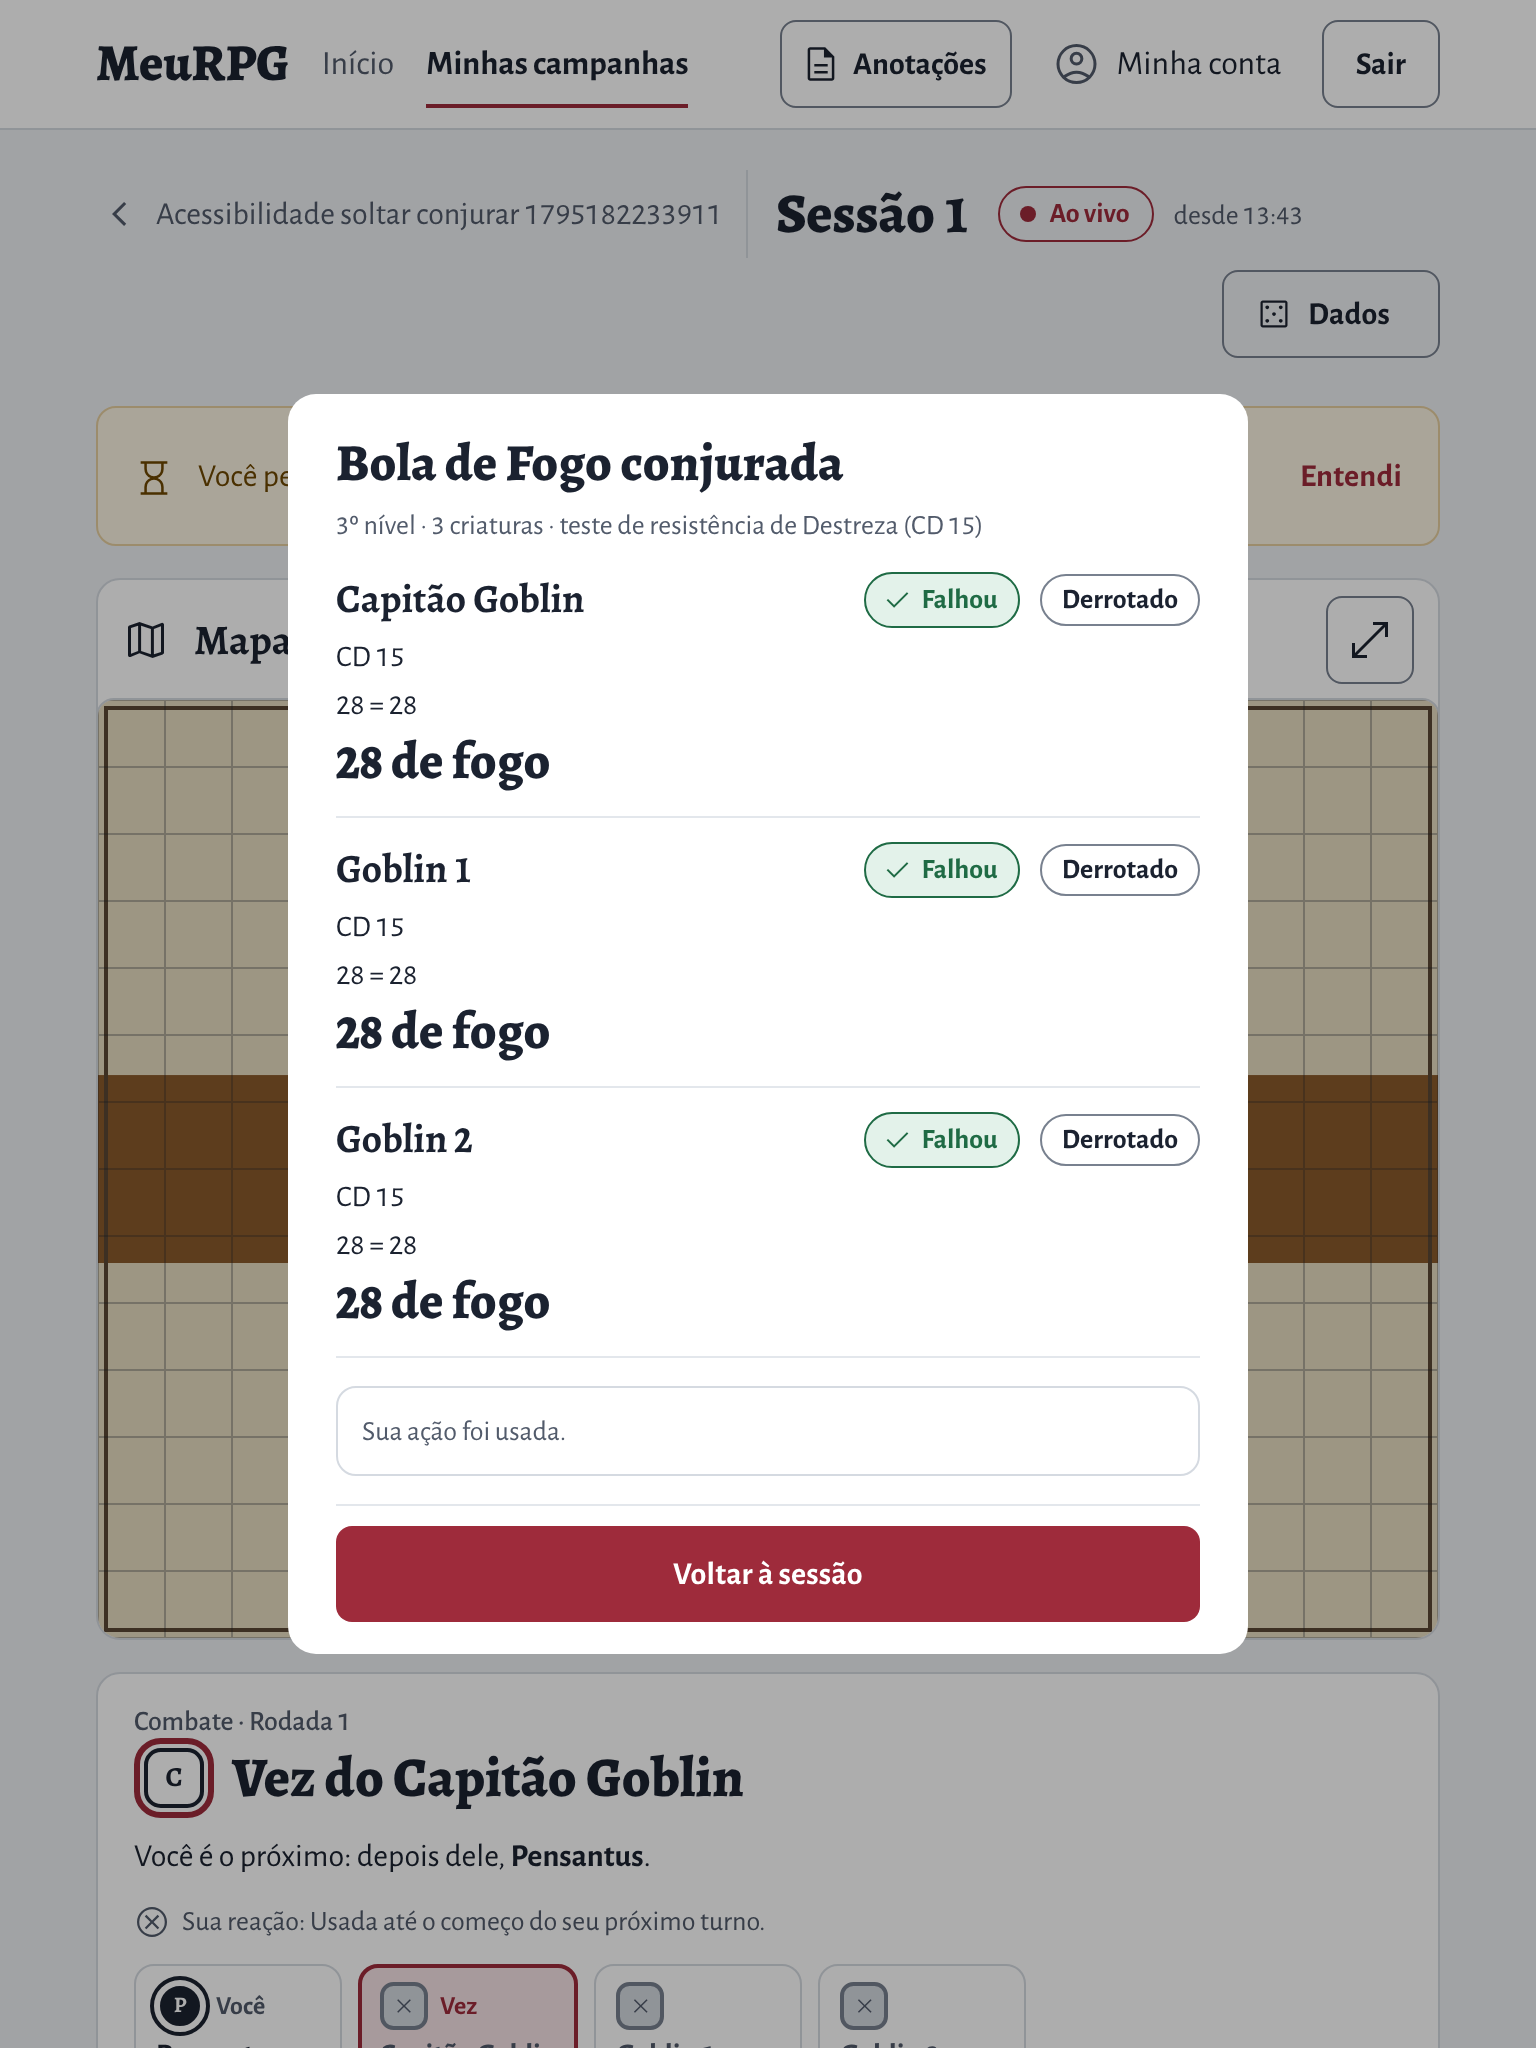 MeuRPG Início Minhas campanhas Anotações Minha conta Sair
Acessibilidade soltar conjurar 1795182233911 Sessão 1 Ao vivo desde 13:43
Dados
Você pe
Entendi
Mapa
Bola de Fogo conjurada
3º nível · 3 criaturas · teste de resistência de Destreza (CD 15)
Capitão Goblin Falhou Derrotado
CD 15
28 = 28
28 de fogo
Goblin 1 Falhou Derrotado
CD 15
28 = 28
28 de fogo
Goblin 2 Falhou Derrotado
CD 15
28 = 28
28 de fogo
Sua ação foi usada.
Voltar à sessão
Combate · Rodada 1
C Vez do Capitão Goblin
Você é o próximo: depois dele, Pensantus.
Sua reação: Usada até o começo do seu próximo turno.
P Você Vez